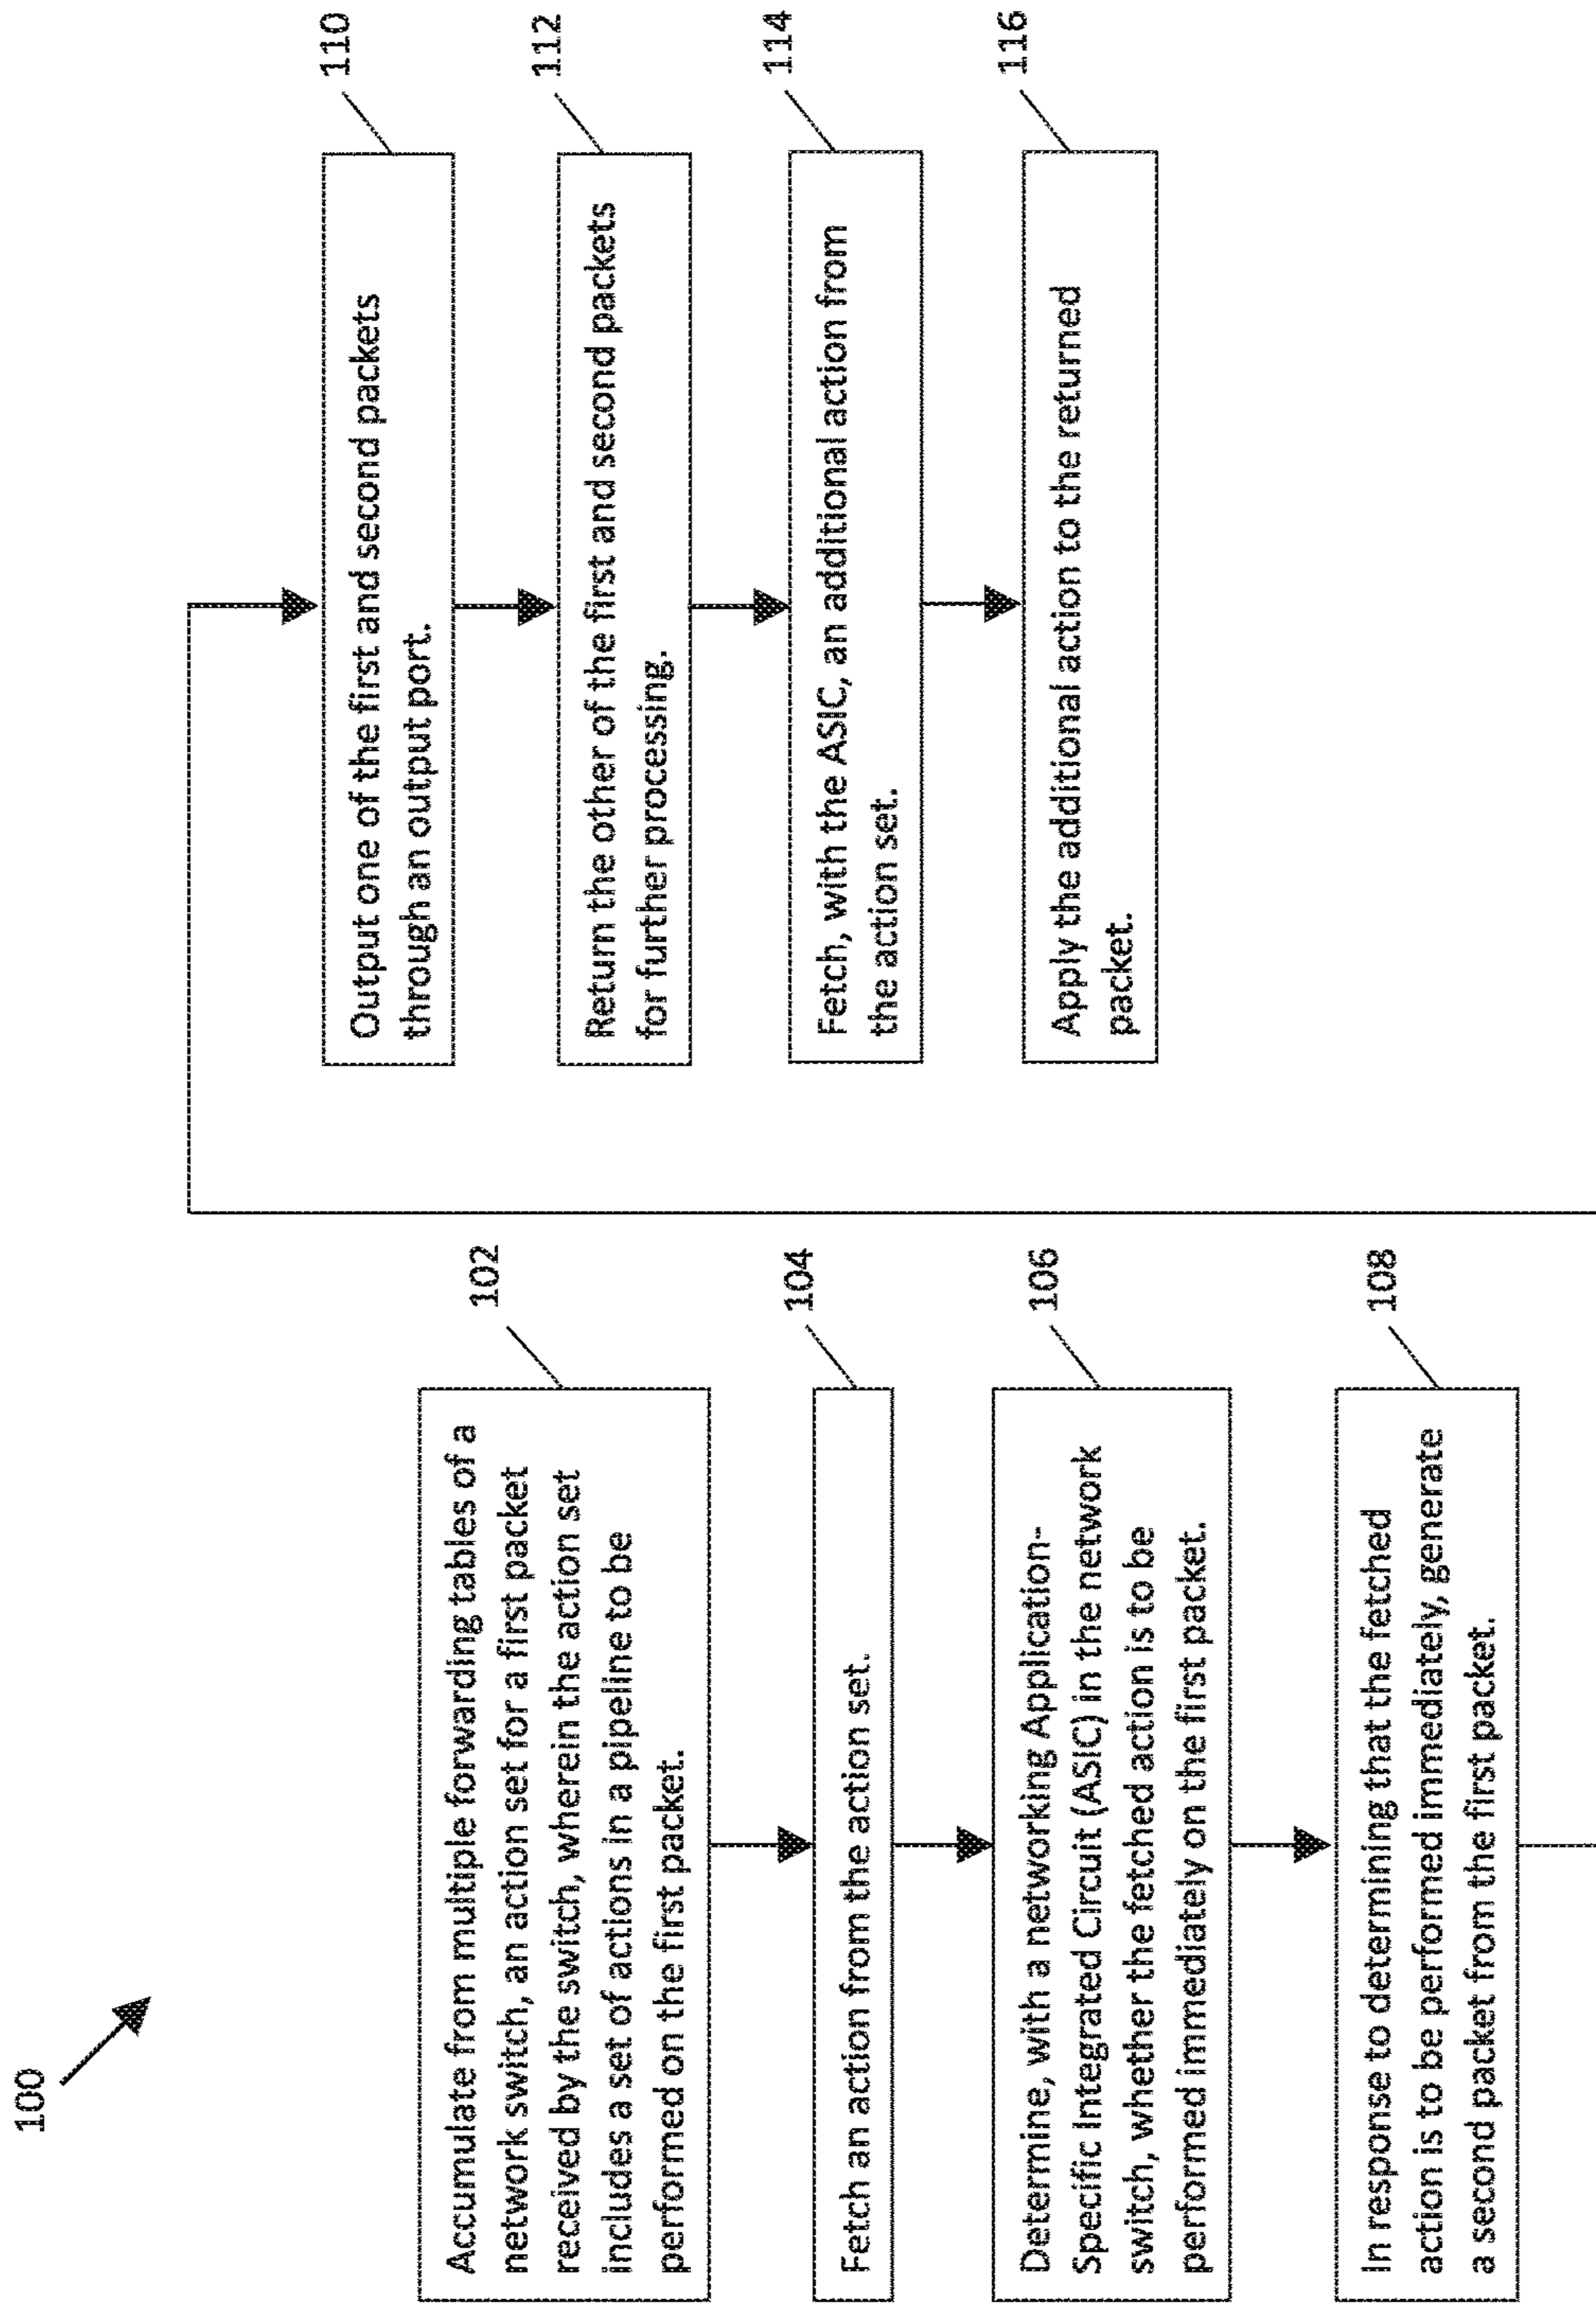 100
102
Accumulate from multiple forwarding tables of a
network switch, an action set for a first packet
received by the switch, wherein the action set
includes a set of actions in a pipeline to be
performed on the first packet.
104
Fetch an action from the action set.
106
Determine, with a networking Application-
Specific Integrated Circuit (ASIC) in the network
switch, whether the fetched action is to be
performed immediately on the first packet.
108
In response to determining that the fetched
action is to be performed immediately, generate
a second packet from the first packet.
110
Output one of the first and second packets
through an output port.
112
Return the other of the first and second packets
for further processing.
114
Fetch, with the ASIC, an additional action from
the action set.
116
Apply the additional action to the returned
packet.